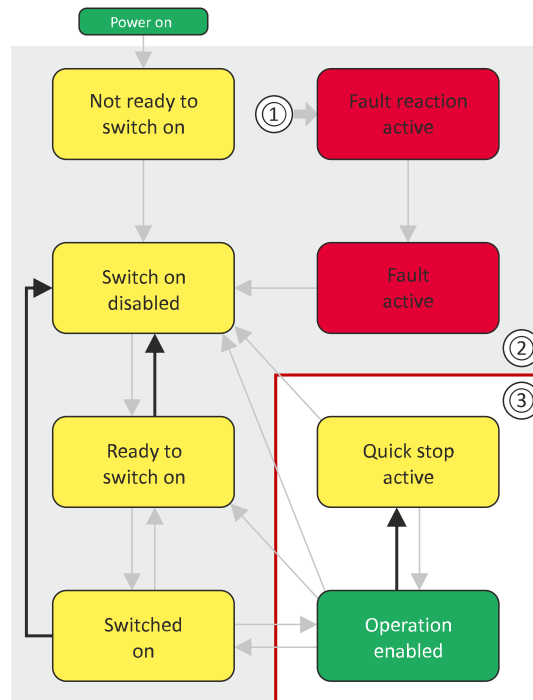 Power on
Not ready to
switch on
①
Fault reaction
active
Switch on
disabled
Fault
active
②
③
Ready to
switch on
Quick stop
active
Switched
on
Operation
enabled